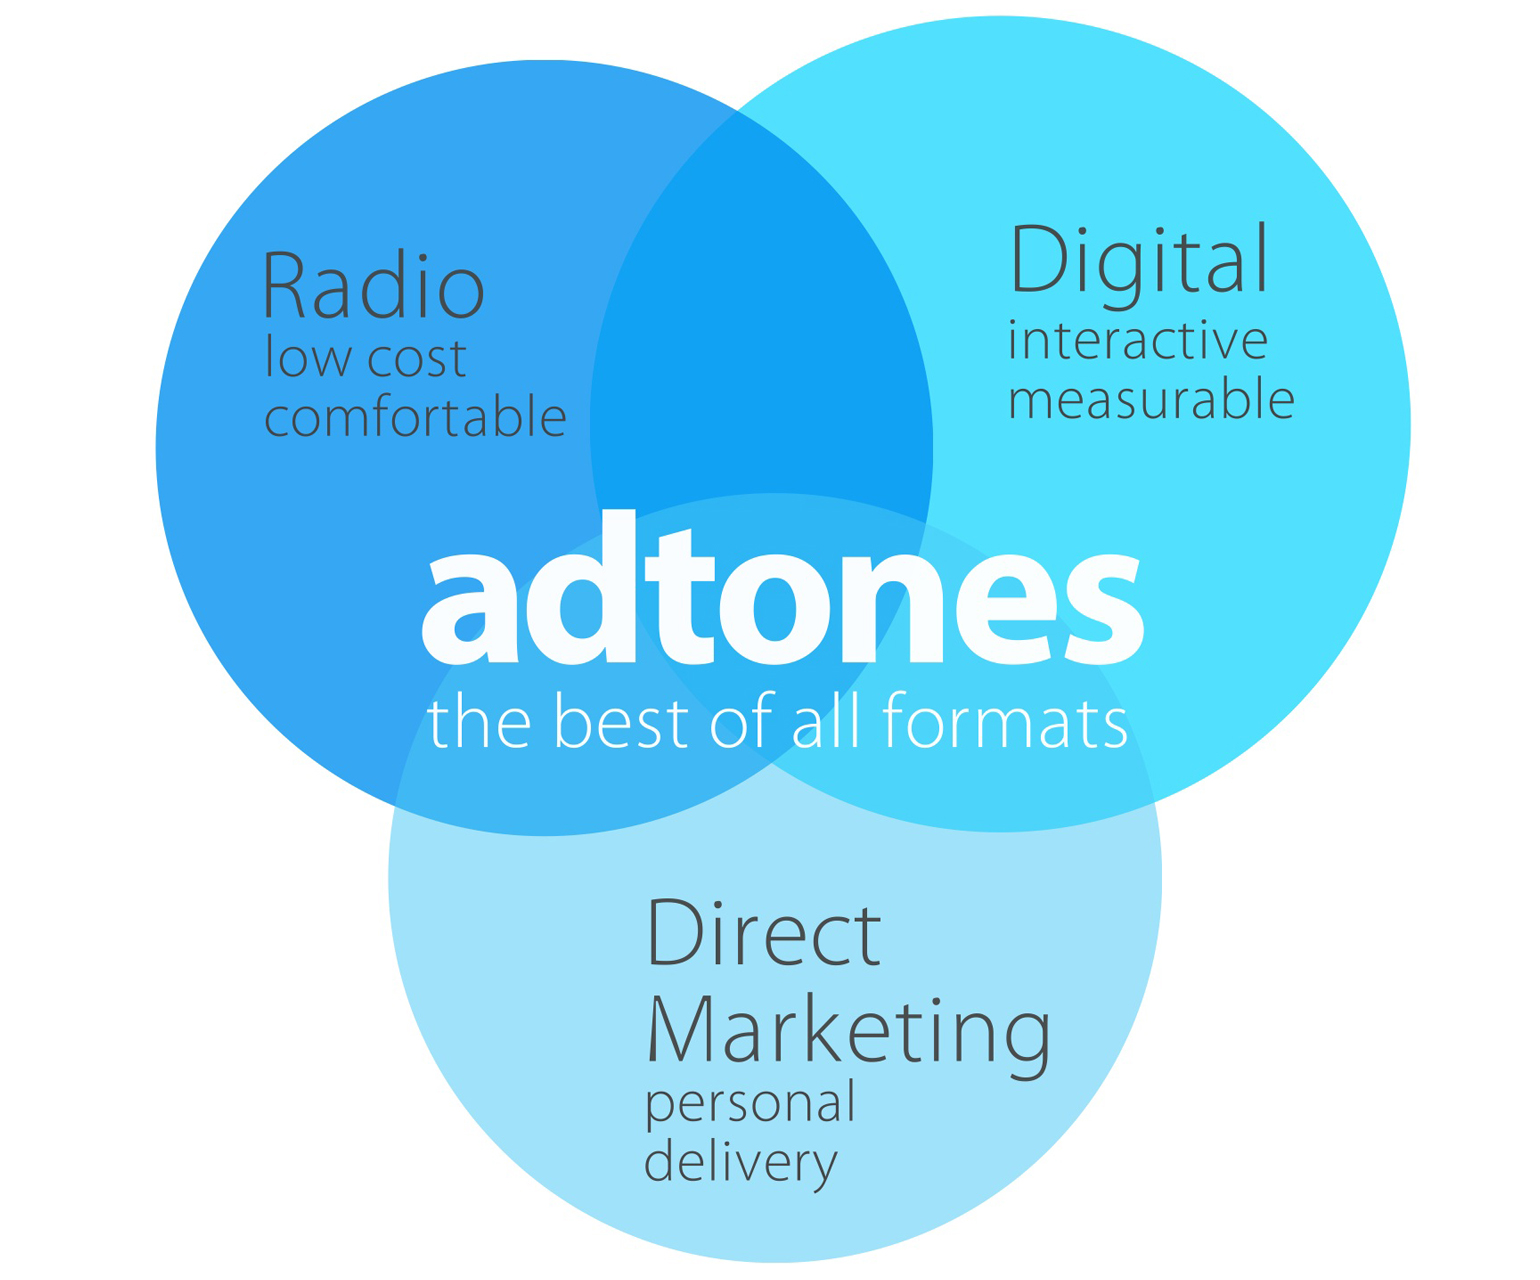 Radio
low cost
comfortable
Digital
interactive
measurable
adtones
the best of all formats
Direct
Marketing
personal
delivery